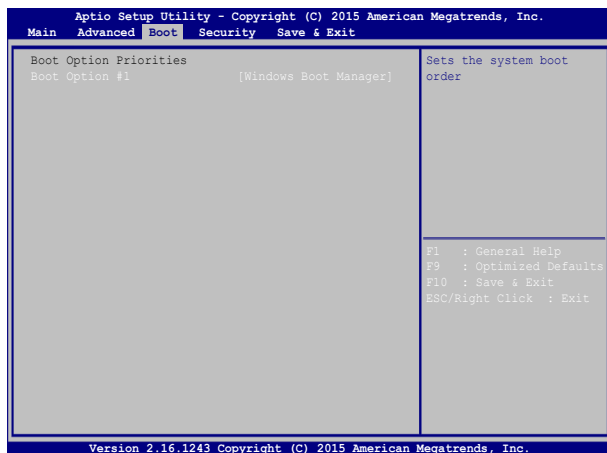 Aptio Setup Utility - Copyright (C) 2015 American Megatrends, Inc.
Main Advanced Boot Security Save & Exit
Boot Option Priorities
Boot Option #1 [Windows Boot Manager]
Sets the system boot
order
F1 : General Help
F9 : Optimized Defaults
F10 : Save & Exit
ESC/Right Click : Exit
Version 2.16.1243 Copyright (C) 2015 American Megatrends, Inc.